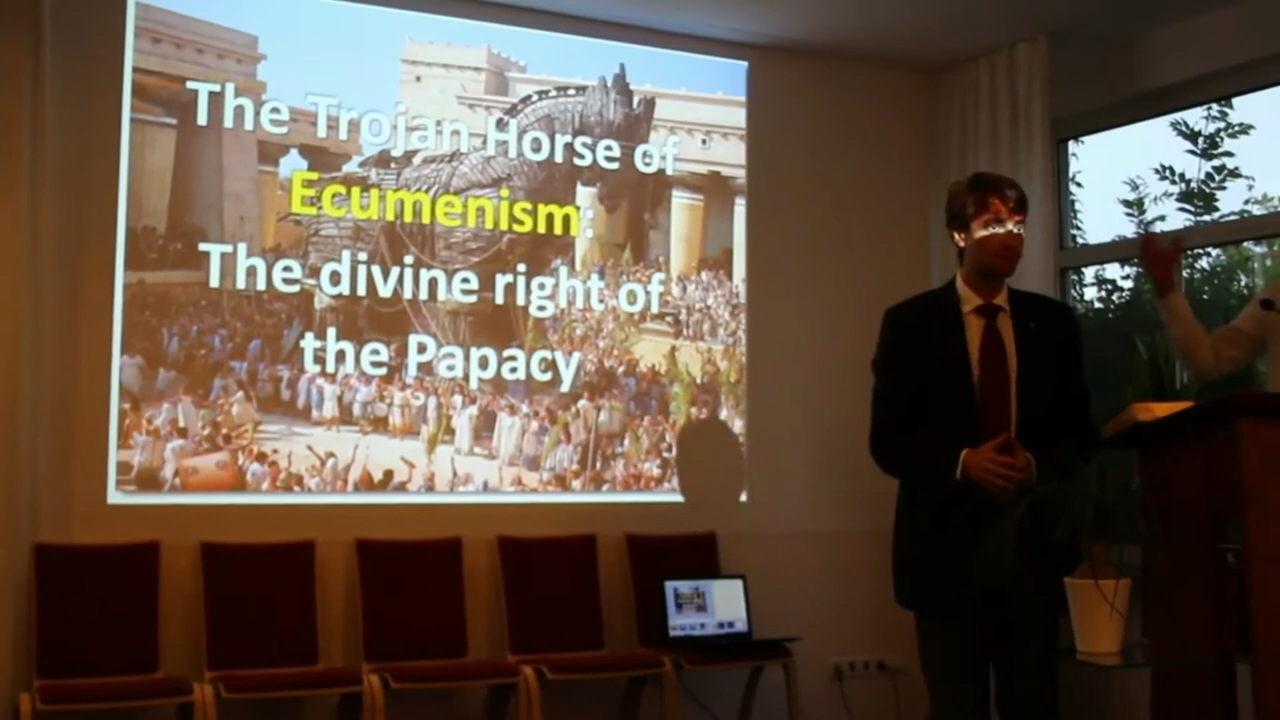 The Trojan Horse of
Ecumenism:
The divine right of
the Papacy